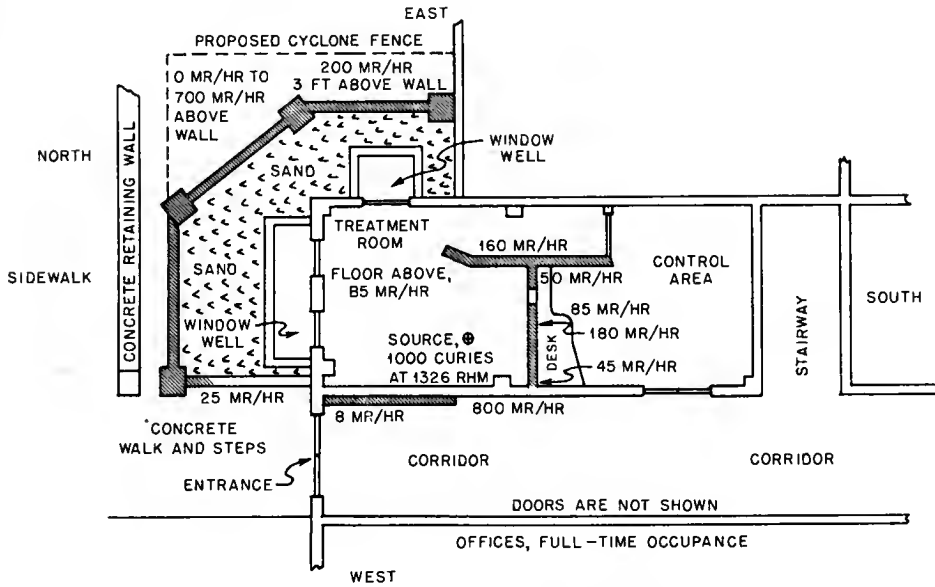 EAST
PROPOSED CYCLONE FENCE
0 MR/HR TO
700 MR/HR
ABOVE
WALL
200 MR/HR
3 FT ABOVE WALL
NORTH
CONCRETE RETAINING WALL
SAND
WINDOW
WELL
TREATMENT
ROOM
160 MR/HR
CONTROL
AREA
SIDEWALK
SAND
FLOOR ABOVE,
85 MR/HR
50 MR/HR
SOUTH
WINDOW
WELL
85 MR/HR
180 MR/HR
SOURCE, ⊕
1000 CURIES
AT 1326 RHM
DESK
45 MR/HR
STAIRWAY
25 MR/HR
8 MR/HR
800 MR/HR
CONCRETE
WALK AND STEPS
CORRIDOR
CORRIDOR
ENTRANCE
DOORS ARE NOT SHOWN
OFFICES, FULL-TIME OCCUPANCE
WEST